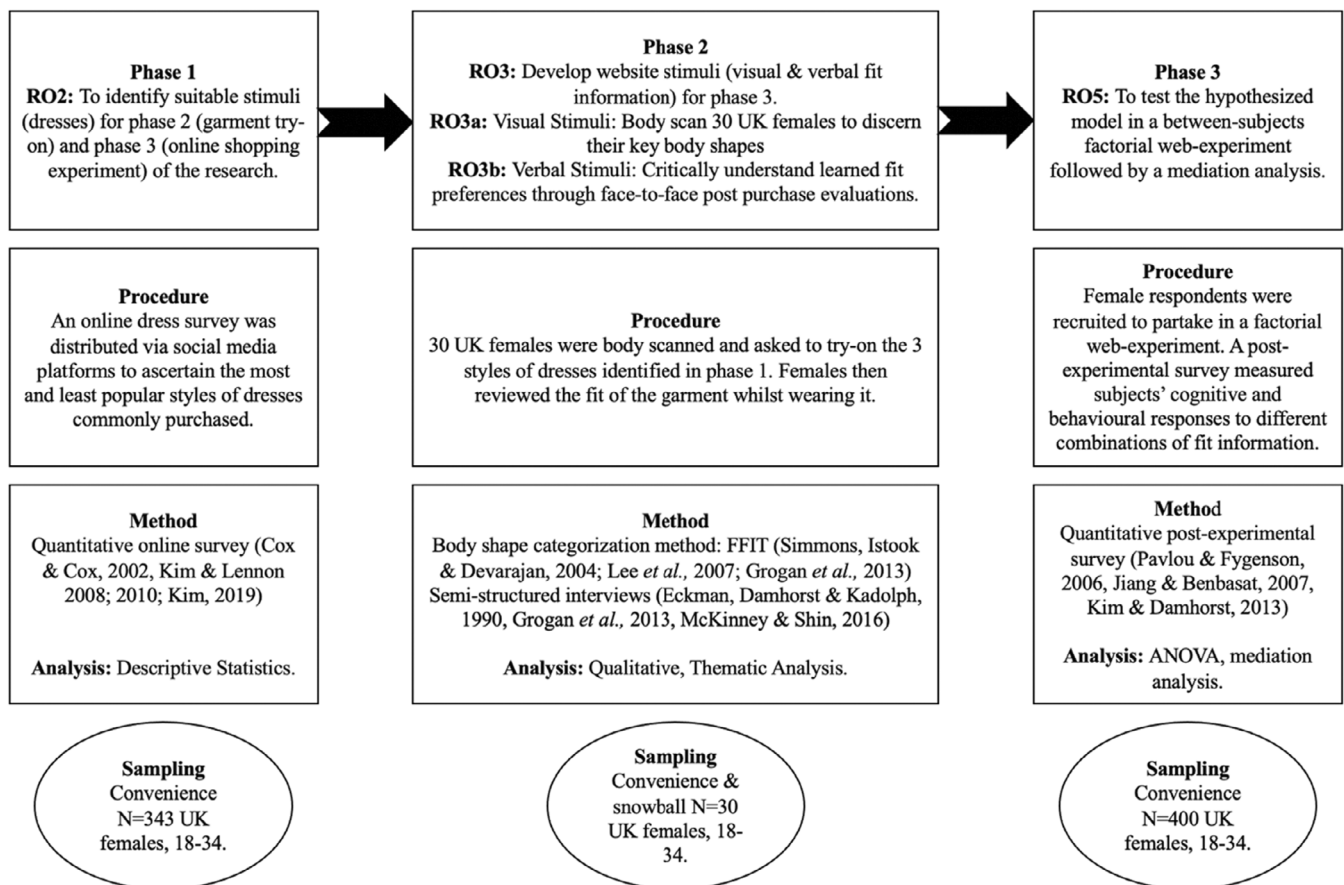 Phase 1
RO2: To identify suitable stimuli
(dresses) for phase 2 (garment try-
on) and phase 3 (online shopping
experiment) of the research.
Phase 2
RO3: Develop website stimuli (visual & verbal fit
information) for phase 3.
RO3a: Visual Stimuli: Body scan 30 UK females to discern
their key body shapes
RO3b: Verbal Stimuli: Critically understand learned fit
preferences through face-to-face post purchase evaluations.
Phase 3
RO5: To test the hypothesized
model in a between-subjects
factorial web-experiment
followed by a mediation analysis.
Procedure
An online dress survey was
distributed via social media
platforms to ascertain the most
and least popular styles of dresses
commonly purchased.
Procedure
30 UK females were body scanned and asked to try-on the 3
styles of dresses identified in phase 1. Females then
reviewed the fit of the garment whilst wearing it.
Procedure
Female respondents were
recruited to partake in a factorial
web-experiment. A post-
experimental survey measured
subjects’ cognitive and
behavioural responses to different
combinations of fit information.
Method
Quantitative online survey (Cox
& Cox, 2002, Kim & Lennon
2008; 2010; Kim, 2019)
Analysis: Descriptive Statistics.
Method
Body shape categorization method: FFIT (Simmons, Istook
& Devarajan, 2004; Lee et al., 2007; Grogan et al., 2013)
Semi-structured interviews (Eckman, Damhorst & Kadolph,
1990, Grogan et al., 2013, McKinney & Shin, 2016)
Analysis: Qualitative, Thematic Analysis.
Method
Quantitative post-experimental
survey (Pavlou & Fygenson,
2006, Jiang & Benbasat, 2007,
Kim & Damhorst, 2013)
Analysis: ANOVA, mediation
analysis.
Sampling
Convenience
N=343 UK
females, 18-34.
Sampling
Convenience &
snowball N=30
UK females, 18-
34.
Sampling
Convenience
N=400 UK
females, 18-34.